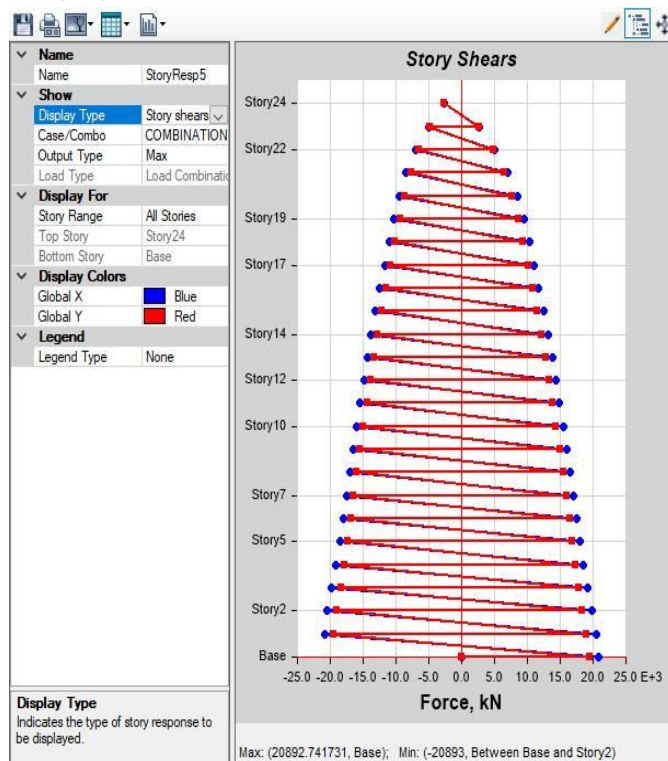 Name
Name StoryResp5
Show
Display Type Story shears
Case/Combo COMBINATION
Output Type Max
Load Type Load Combinatio
Display For
Story Range All Stories
Top Story Story24
Bottom Story Base
Display Colors
Global X Blue
Global Y Red
Legend
Legend Type None
Display Type
Indicates the type of story response to
be displayed.
Story Shears
Story24
Story22
Story19
Story17
Story14
Story12
Story10
Story7
Story5
Story2
Base
-25.0 -20.0 -15.0 -10.0 -5.0 0.0 5.0 10.0 15.0 20.0 25.0 E+3
Force, kN
Max: (20892.741731, Base); Min: (-20893, Between Base and Story2)